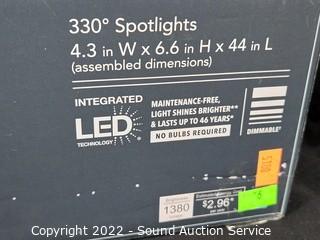 330° Spotlights
4.3 in W x 6.6 in H x 44 in L
(assembled dimensions)
INTEGRATED
LED
TECHNOLOGY
MAINTENANCE-FREE,
LIGHT SHINES BRIGHTER**
& LASTS UP TO 46 YEARS*
NO BULBS REQUIRED
DIMMABLE†
1380
$2.96
Copyright 2022 - Sound Auction Service